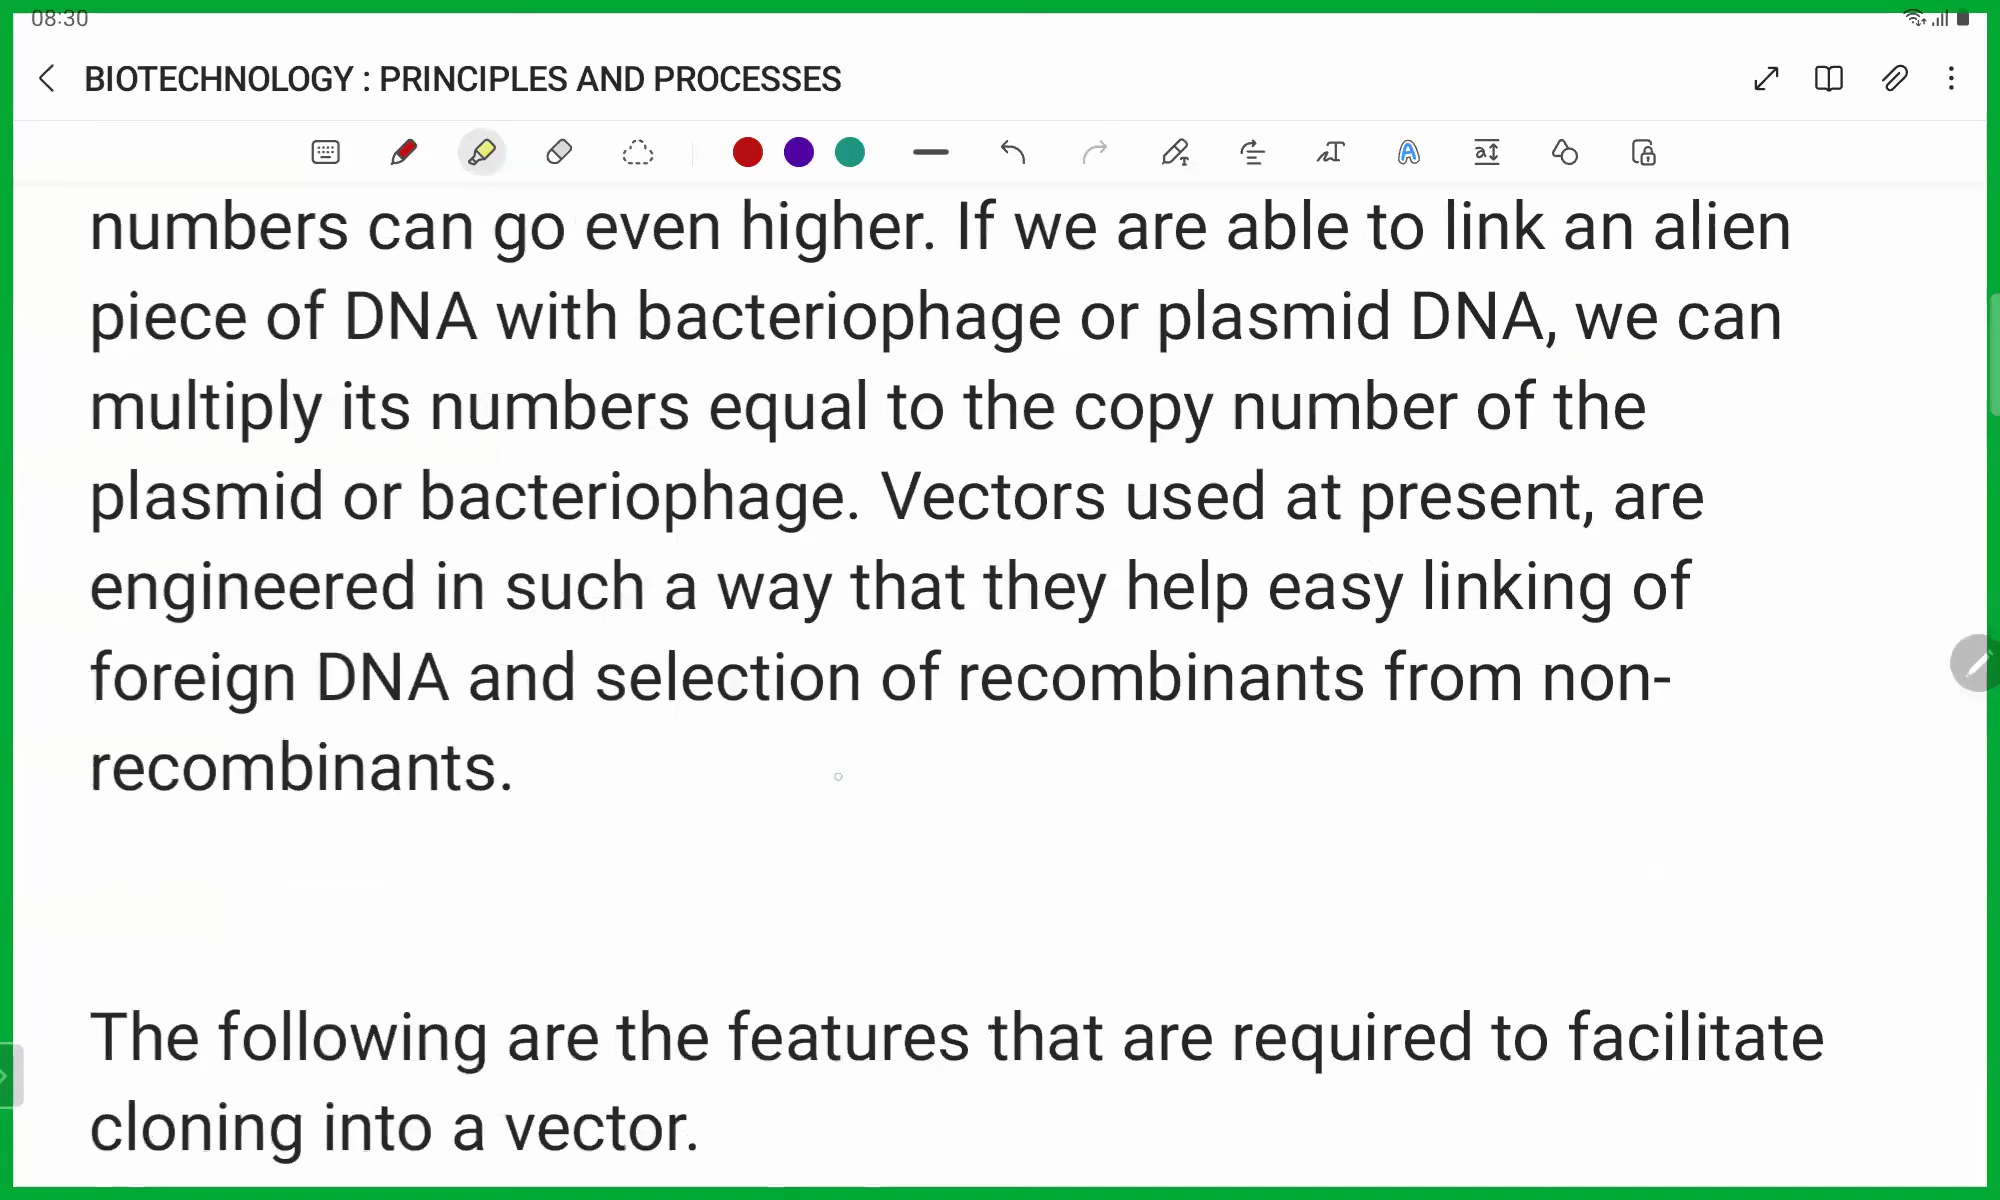 08:30
BIOTECHNOLOGY : PRINCIPLES AND PROCESSES
numbers can go even higher. If we are able to link an alien
piece of DNA with bacteriophage or plasmid DNA, we can
multiply its numbers equal to the copy number of the
plasmid or bacteriophage. Vectors used at present, are
engineered in such a way that they help easy linking of
foreign DNA and selection of recombinants from non-
recombinants.
The following are the features that are required to facilitate
cloning into a vector.